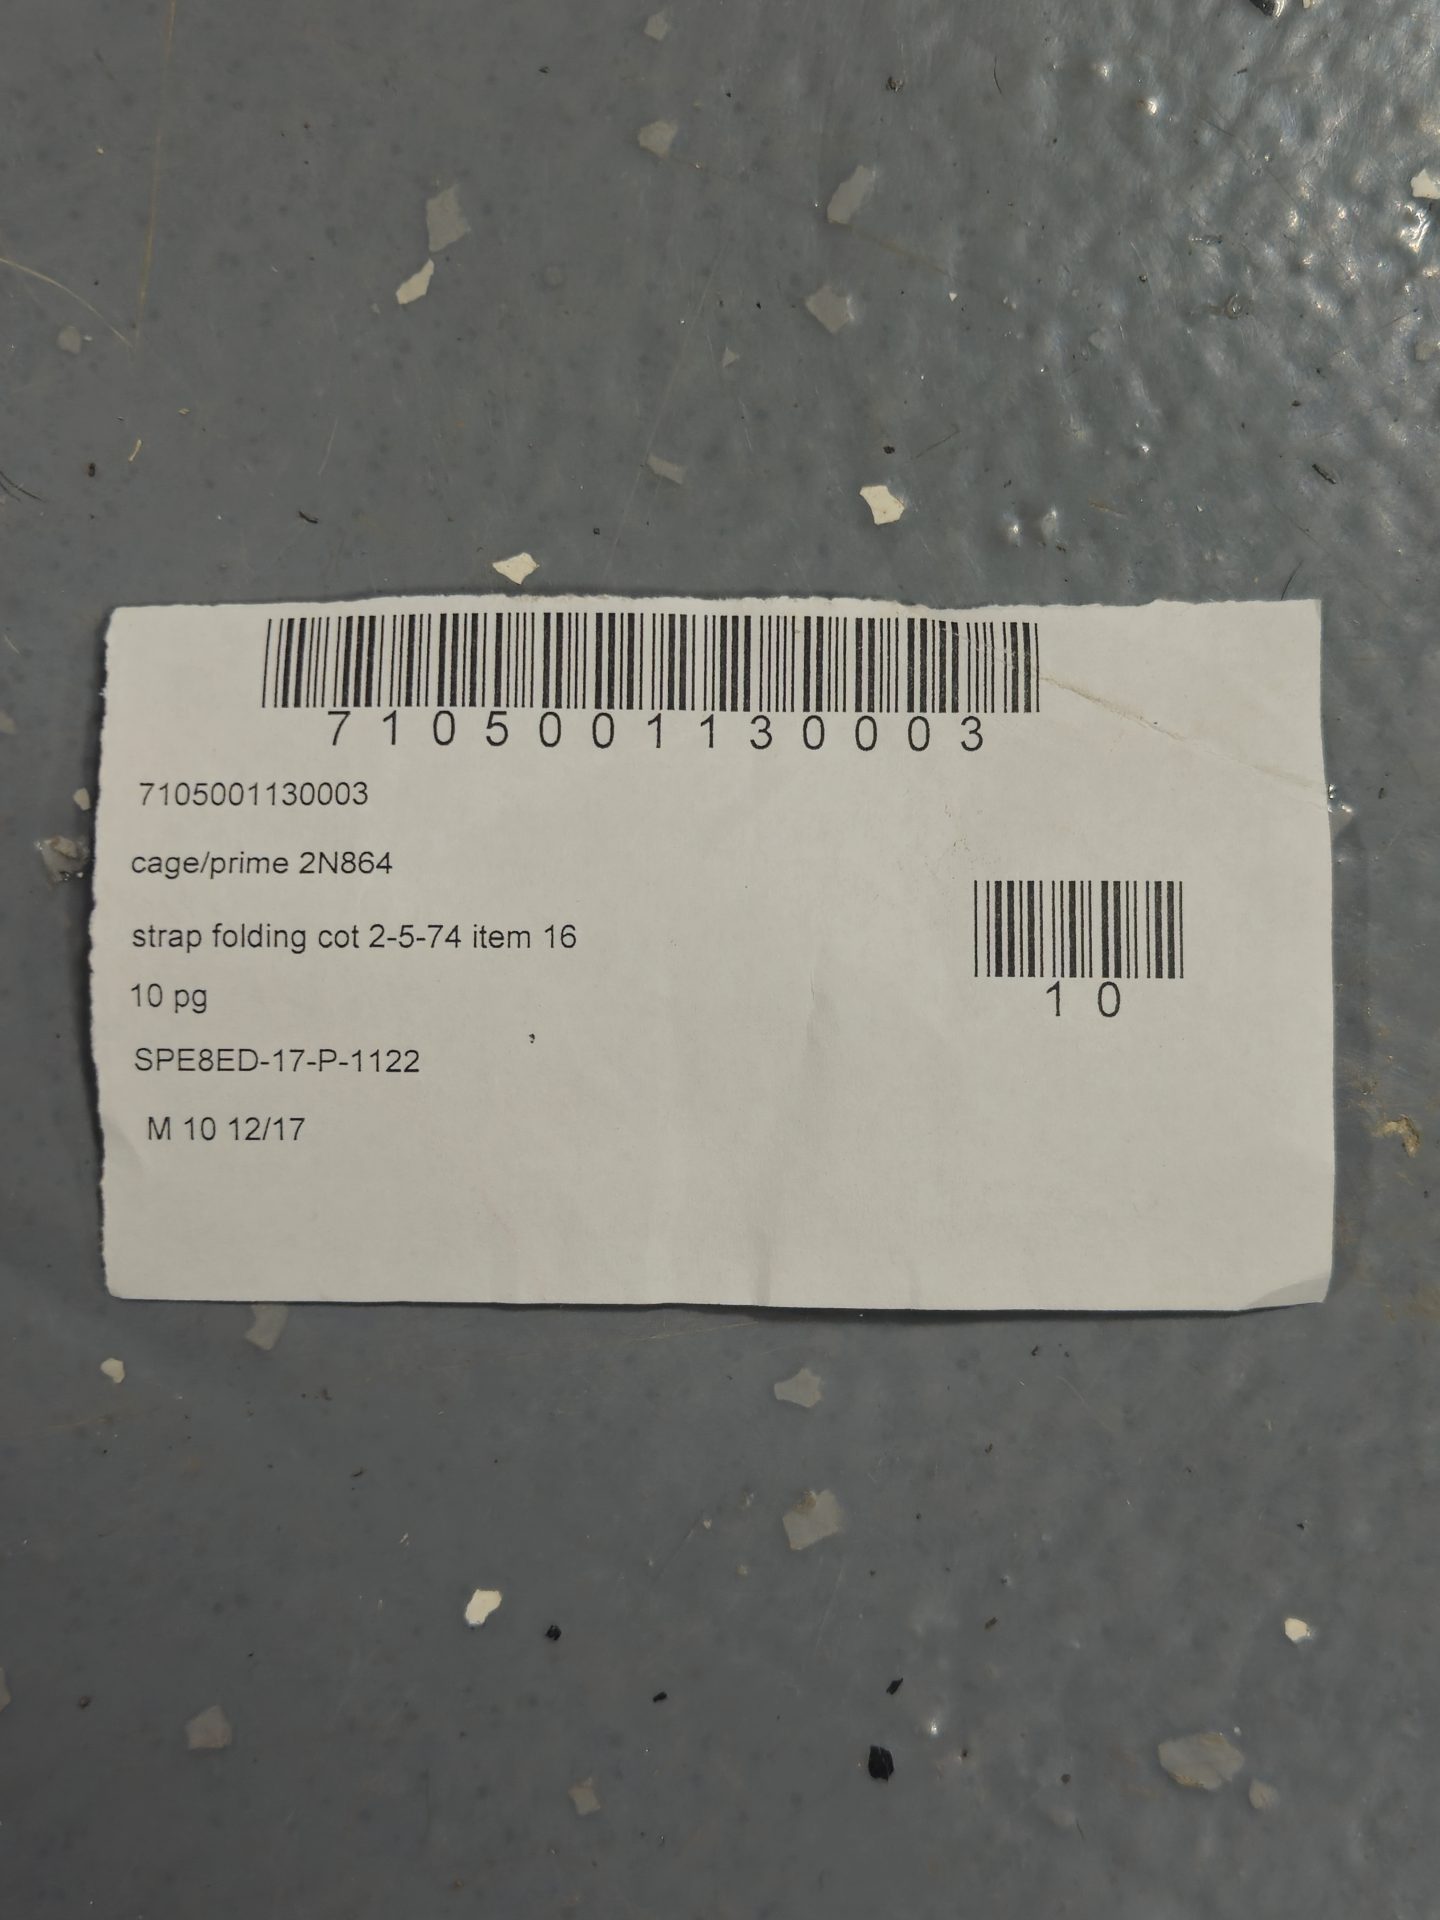 7105001130003
7105001130003
cage/prime 2N864
strap folding cot 2-5-74 item 16
10 pg
10
SPE8ED-17-P-1122
M 10 12/17